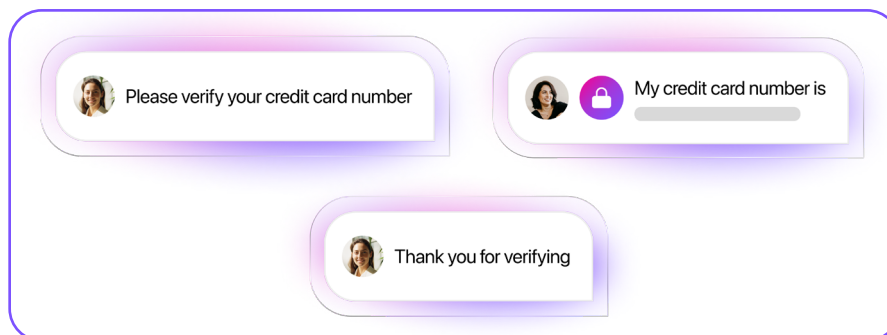 Please verify your credit card number
My credit card number is
Thank you for verifying